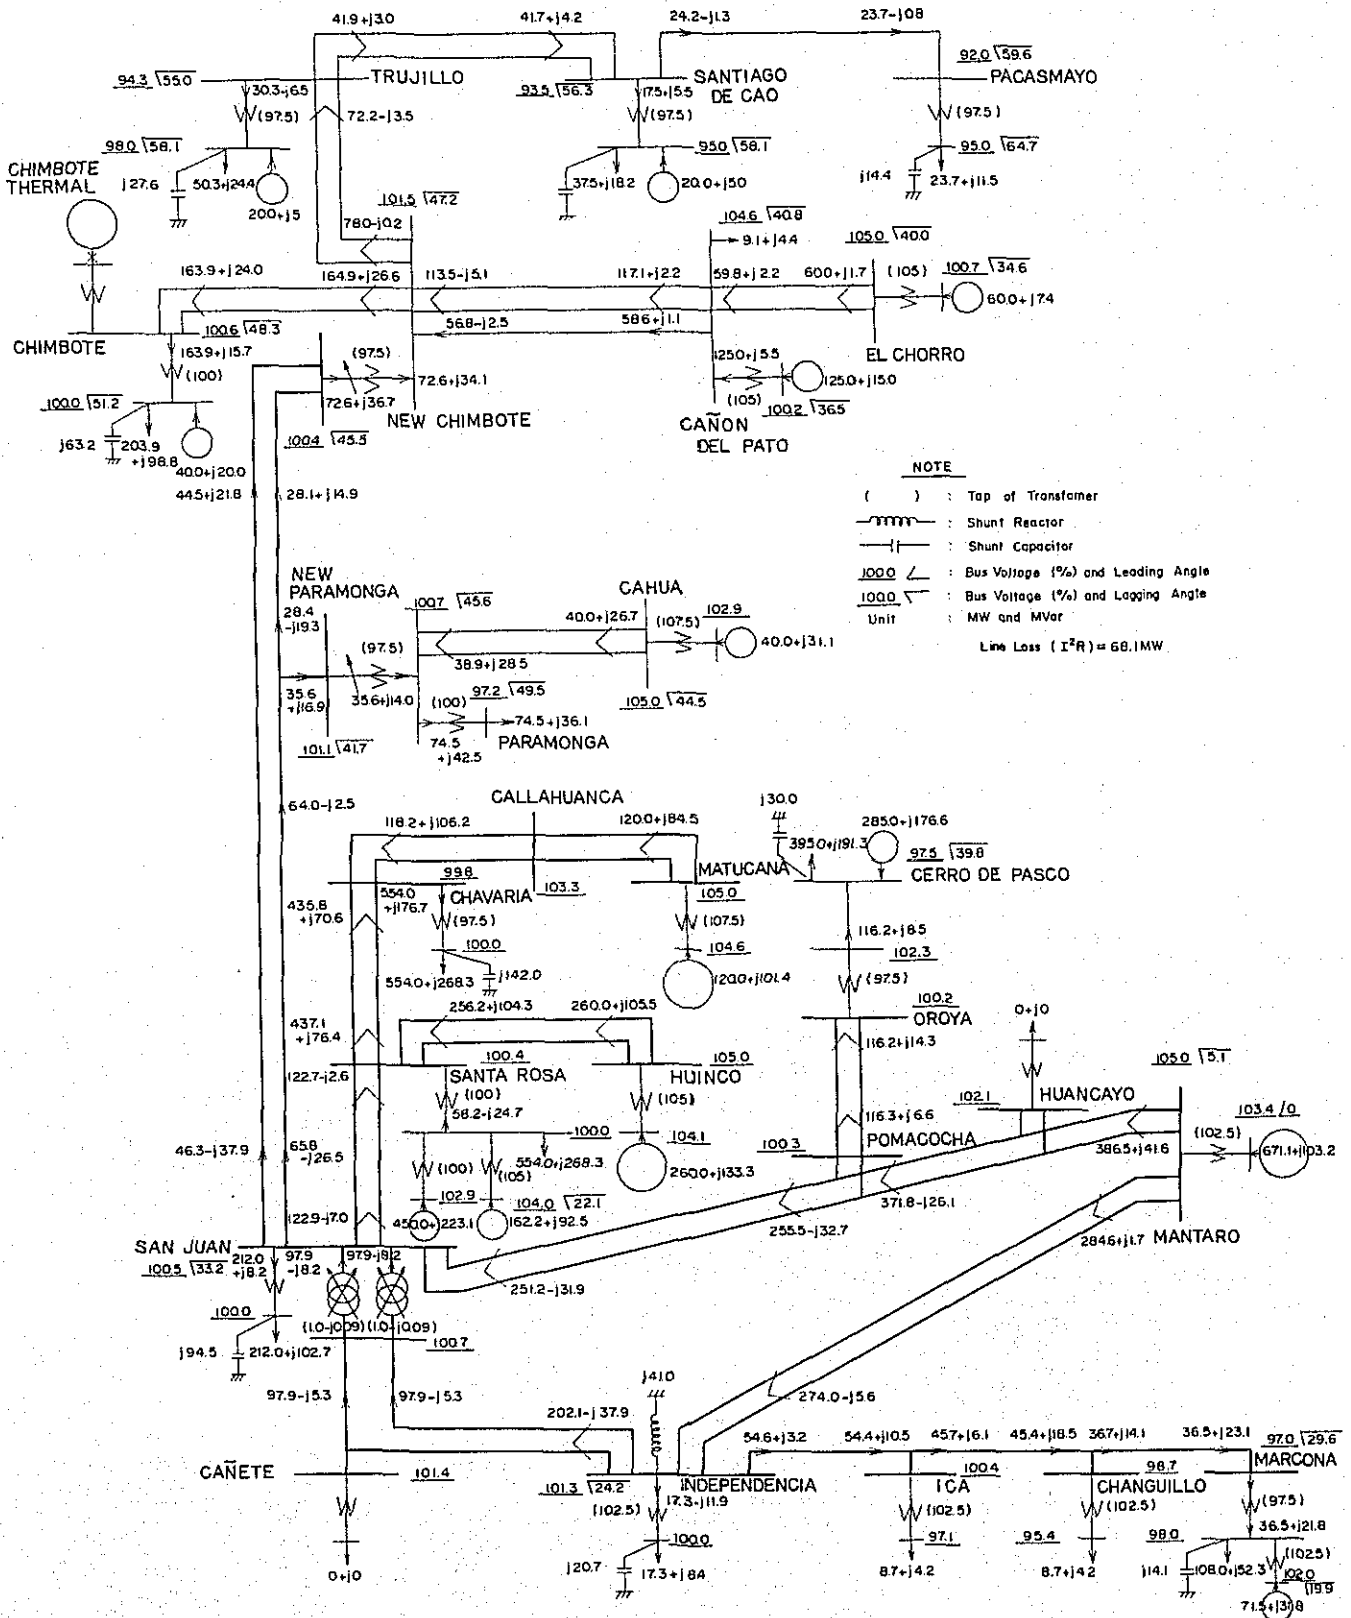 41.9+j3.0
41.7+j4.2
24.2-j1.3
23.7-j0.8
94.3 55.0
TRUJILLO
93.5 56.3
SANTIAGO
DE CAO
92.0 59.6
PACASMAYO
30.3-j6.5
(97.5)
72.2-j3.5
17.5+j5.5
(97.5)
(97.5)
98.0 58.1
95.0 58.1
95.0 64.7
CHIMBOTE
THERMAL
j27.6
50.3+j24.4
20.0+j5
37.5+j18.2
20.0+j5.0
j14.4
23.7+j11.5
101.5 47.2
78.0-j0.2
104.6 40.8
9.1+j4.4
105.0 40.0
163.9+j24.0
164.9+j26.6
113.5-j5.1
117.1+j2.2
59.8+j2.2
60.0+j1.7
(105)
100.7 34.6
60.0+j7.4
CHIMBOTE
100.6 48.3
56.8-j2.5
58.6+j1.1
EL CHORRO
163.9+j15.7
(100)
(97.5)
72.6+j36.7
72.6+j34.1
125.0+j5.5
(105)
125.0+j15.0
100.2 36.5
100.0 51.2
NEW CHIMBOTE
CAÑON
DEL PATO
100.4 45.5
j63.2
203.9
+j98.8
40.0+j20.0
44.5+j21.8
28.1+j14.9
NOTE
( ) : Tap of Transfomer
: Shunt Reactor
: Shunt Capacitor
100.0 : Bus Voltage (%) and Leading Angle
100.0 : Bus Voltage (%) and Lagging Angle
Unit : MW and MVar
Line Loss (I²R) = 68.1MW
NEW
PARAMONGA
100.7 45.6
CAHUA
28.4
-j19.3
(97.5)
40.0+j26.7
(107.5)
102.9
40.0+j31.1
38.9+j28.5
35.6
+j16.9
35.6+j14.0
(100)
97.2 49.5
105.0 44.5
74.5+j36.1
101.1 41.7
74.5
+j42.5
PARAMONGA
64.0-j2.5
CALLAHUANCA
118.2+j106.2
120.0+j84.5
j30.0
285.0+j176.6
395.0+j191.3
97.5 39.8
99.8
CHAVARIA
103.3
MATUCANA
105.0
CERRO DE PASCO
435.8
+j70.6
554.0
+j176.7
(97.5)
(107.5)
116.2+j8.5
102.3
100.0
104.6
(97.5)
554.0+j268.3
j142.0
120.0+j101.4
256.2+j104.3
260.0+j105.5
100.2
OROYA
0+j0
437.1
+j76.4
116.2+j14.3
100.4
105.0
105.0 5.1
122.7-j2.6
SANTA ROSA
HUINCO
(100)
58.2-j24.7
(105)
HUANCAYO
102.1
116.3+j6.6
103.4 /0
46.3-j37.9
65.8
-j26.5
100.0
104.1
100.3
POMACOCHA
386.5+j41.6
(102.5)
671.1+j103.2
(100)
(105)
554.0+j268.3
260.0+j133.3
371.8-j26.1
102.9
104.0 22.1
255.5-j32.7
122.9-j7.0
450.0+j223.1
162.2+j92.5
284.6+j1.7
MANTARO
SAN JUAN
100.5 33.2
212.0
+j8.2
97.9
-j8.2
97.9-j8.2
251.2-j31.9
100.0
(1.0-j0.09)
(1.0-j0.09)
100.7
j94.5
212.0+j102.7
97.9-j5.3
97.9-j5.3
j41.0
274.0-j5.6
202.1-j37.9
54.6+j3.2
54.4+j10.5
45.7+j6.1
45.4+j18.5
36.7+j14.1
36.5+j23.1
97.0 29.6
MARCONA
CAÑETE
101.4
101.3 24.2
INDEPENDENCIA
100.4
ICA
98.7
CHANGUILLO
17.3-j11.9
(102.5)
(102.5)
(102.5)
(97.5)
36.5+j21.8
100.0
97.1
95.4
98.0
j20.7
17.3+j8.4
0+j0
8.7+j4.2
8.7+j4.2
j14.1
108.0+j52.3
(102.5)
102.0
19.9
71.5+j37.8